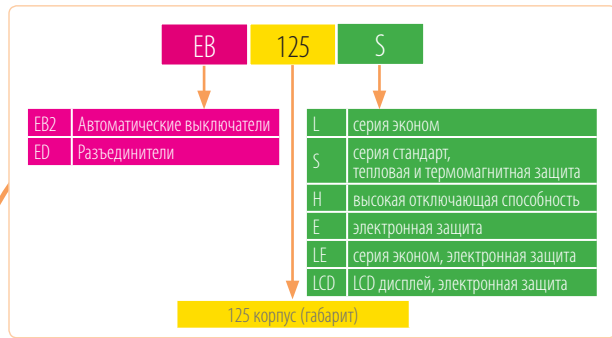 EB 125 S
EB2 Автоматические выключатели
ED Разъединители
L серия эконом
S серия стандарт,
тепловая и термомагнитная защита
H высокая отключающая способность
E электронная защита
LE серия эконом, электронная защита
LCD LCD дисплей, электронная защита
125 корпус (габарит)